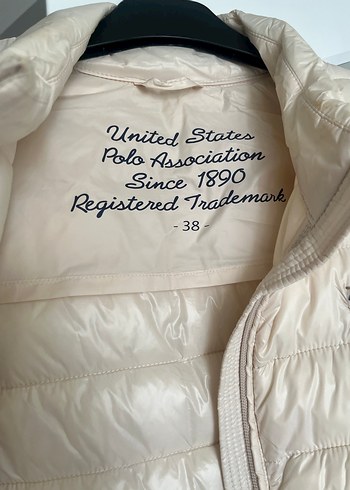 United States
Polo Association
Since 1890
Registered Trademark
- 38 -